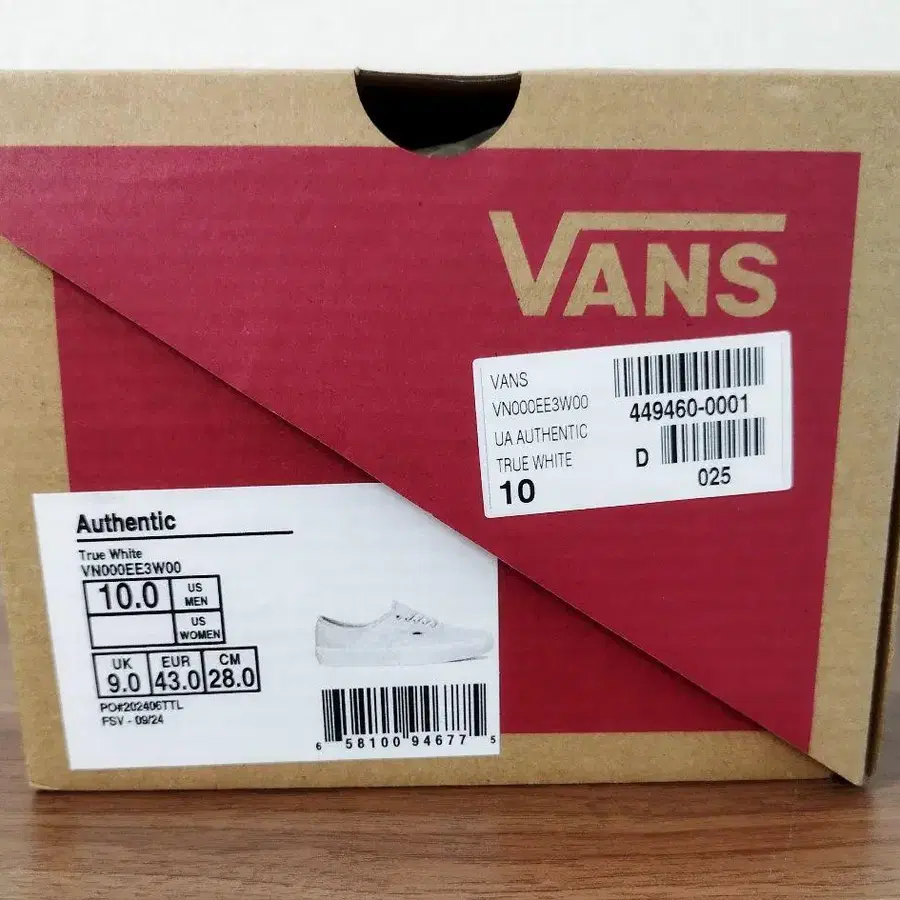 VANS
VANS
VN000EE3W00
UA AUTHENTIC
TRUE WHITE
10
449460-0001
D
025
Authentic
True White
VN000EE3W00
10.0 US MEN
US WOMEN
UK EUR CM
9.0 43.0 28.0
PO#202406TTL
FSV - 09/24
6 58100 94677 5